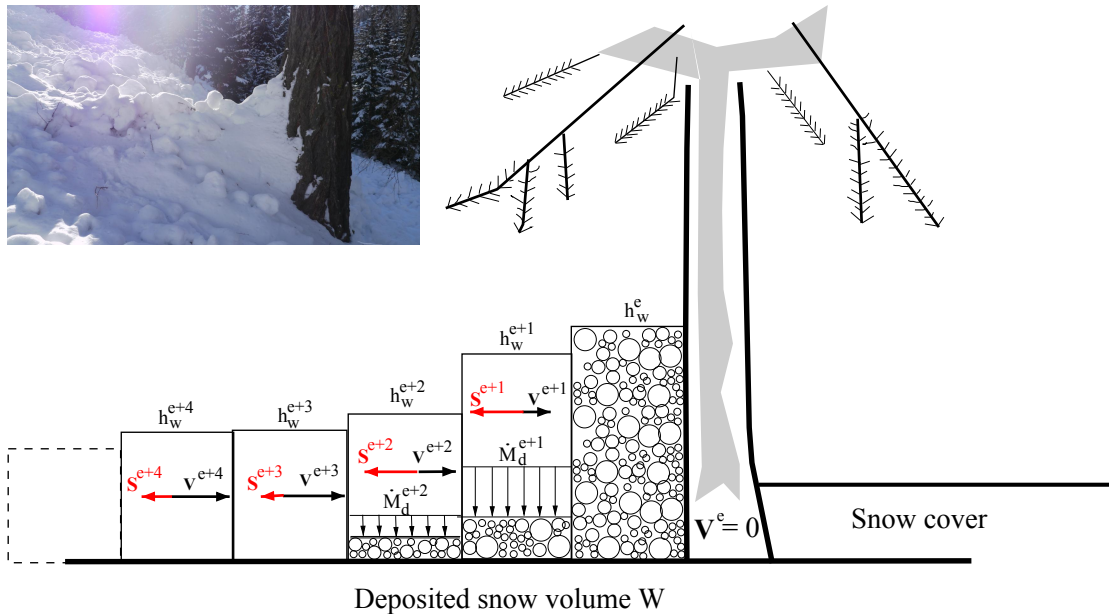 h_w^e
h_w^{e+1}
h_w^{e+2}
h_w^{e+3}
h_w^{e+4}
S^{e+1} V^{e+1}
S^{e+2} V^{e+2}
S^{e+3} V^{e+3}
S^{e+4} V^{e+4}
Ṁ_d^{e+1}
Ṁ_d^{e+2}
V^e = 0
Snow cover
Deposited snow volume W